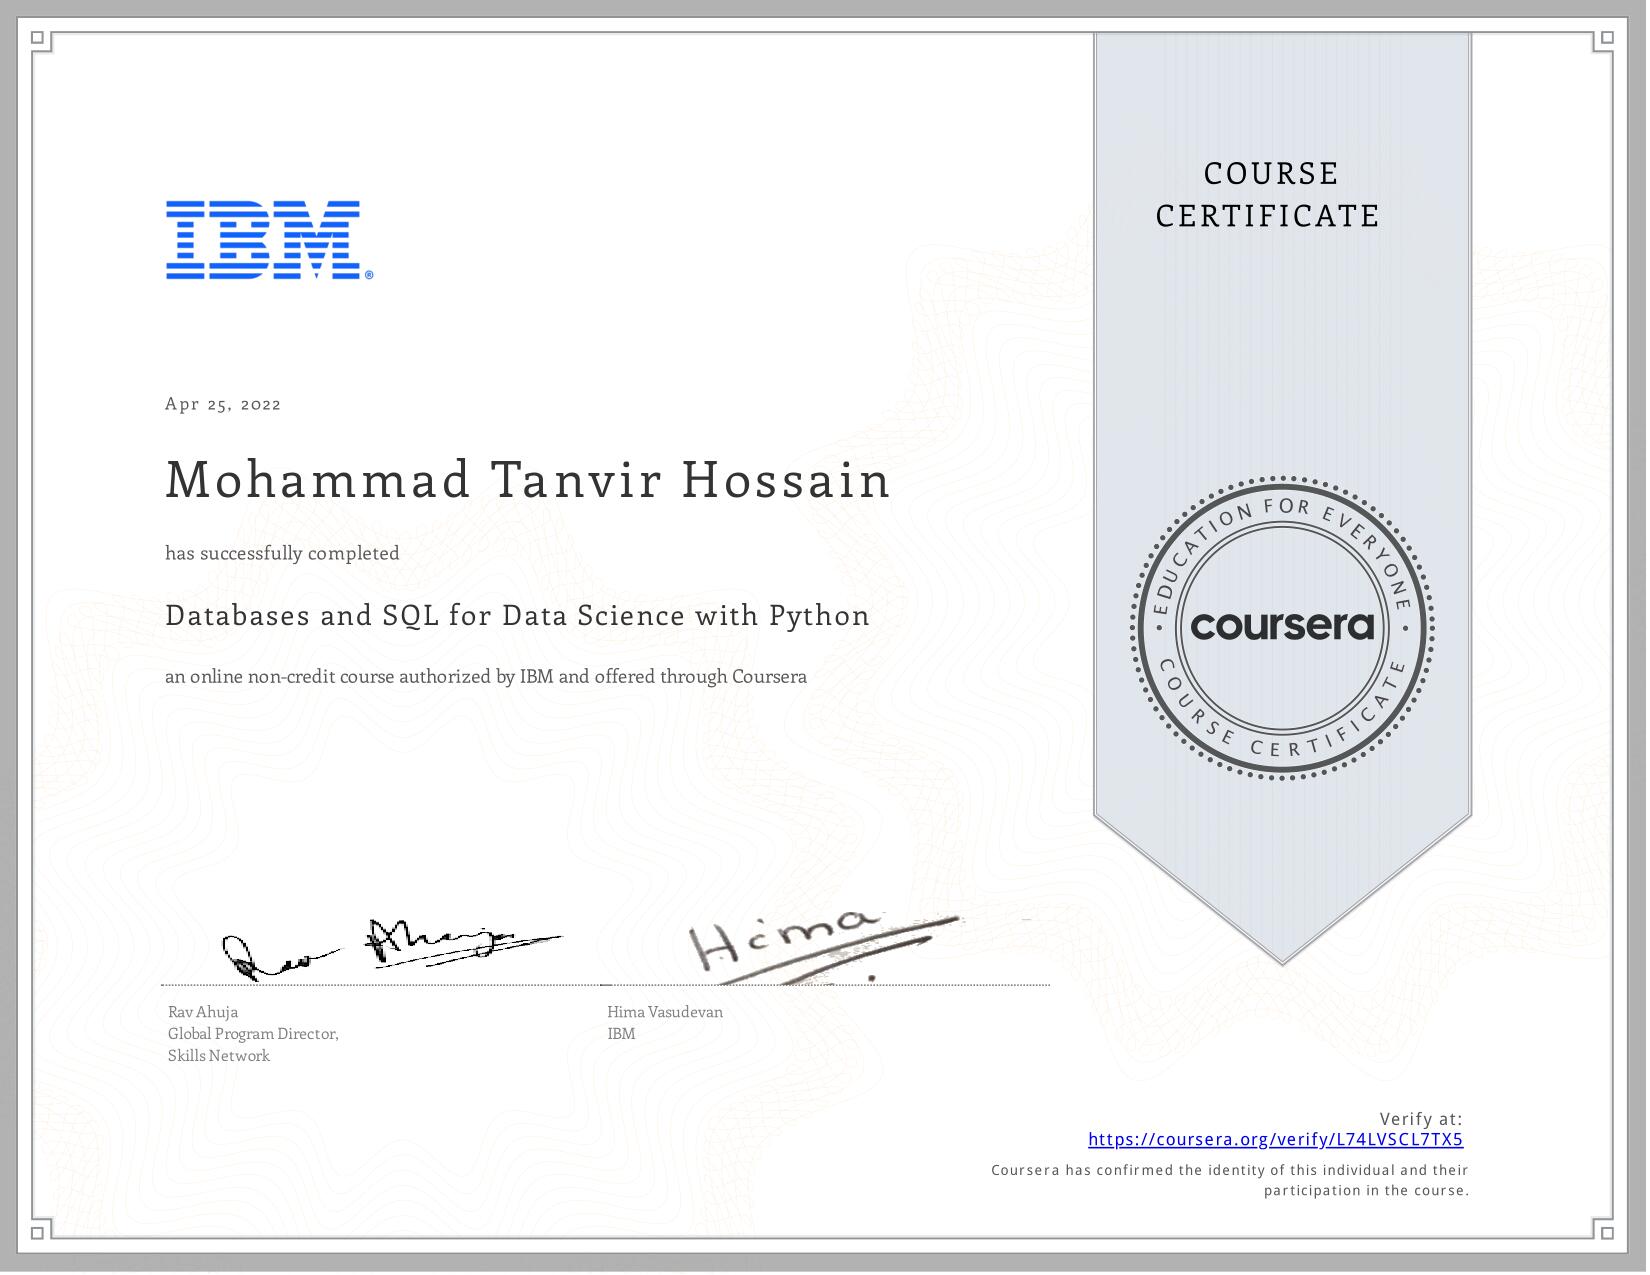 COURSE
CERTIFICATE
IBM®
Apr 25, 2022
Mohammad Tanvir Hossain
has successfully completed
Databases and SQL for Data Science with Python
an online non-credit course authorized by IBM and offered through Coursera
EDUCATION FOR EVERYONE
coursera
COURSE CERTIFICATE
Hima
Rav Ahuja
Global Program Director,
Skills Network
Hima Vasudevan
IBM
Verify at:
https://coursera.org/verify/L74LVSCL7TX5
Coursera has confirmed the identity of this individual and their
participation in the course.